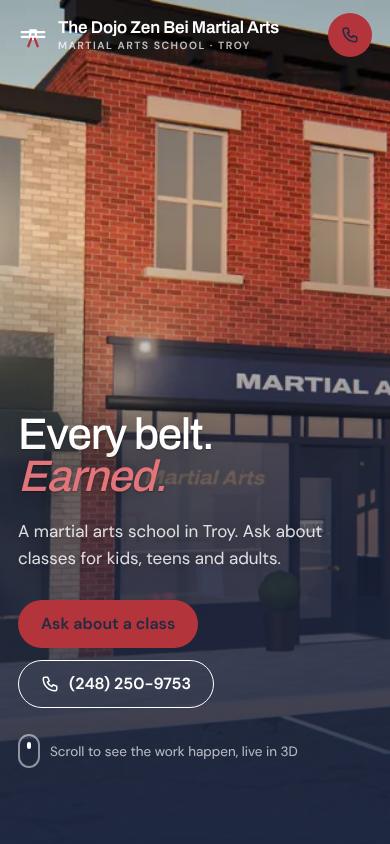 The Dojo Zen Bei Martial Arts
MARTIAL ARTS SCHOOL · TROY
MARTIAL A
Every belt.
Earned.
Martial Arts
A martial arts school in Troy. Ask about
classes for kids, teens and adults.
Ask about a class
(248) 250-9753
Scroll to see the work happen, live in 3D